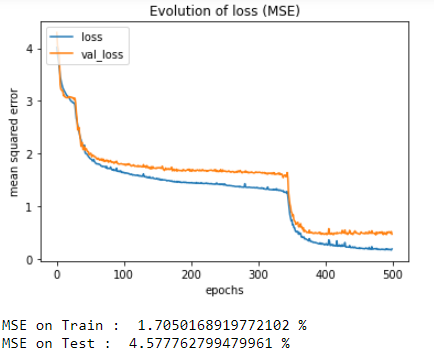 Evolution of loss (MSE)
loss
val_loss
mean squared error
4
3
2
1
0
0 100 200 300 400 500
epochs
MSE on Train :  1.7050168919772102 %
MSE on Test :  4.577762799479961 %